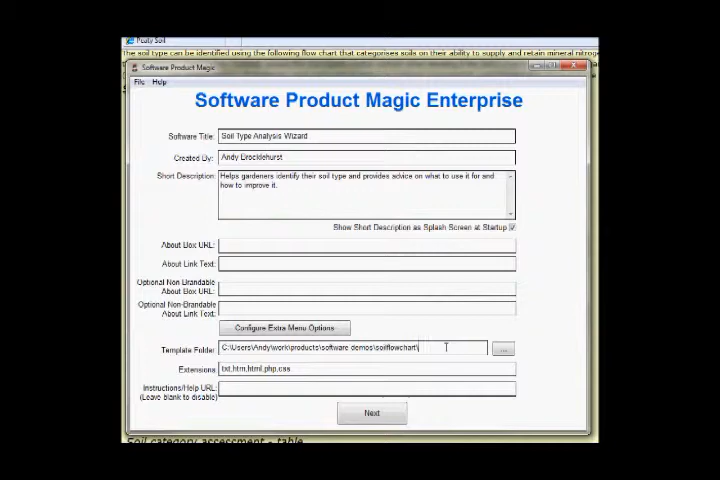 Peaty Soil
The soil type can be identified using the following flow chart that categorises soils on their ability to supply and retain mineral nitroge
Software Product Magic
File Help
Software Product Magic Enterprise
Software Title: Soil Type Analysis Wizard
Created By: Andy Brocklehurst
Short Description: Helps gardeners identify their soil type and provides advice on what to use it for and
how to improve it.
Show Short Description as Splash Screen at Startup
About Box URL:
About Link Text:
Optional Non Brandable
About Box URL:
Optional Non-Brandable
About Link Text:
Configure Extra Menu Options
Template Folder C:\Users\Andy\work\products\software demos\soilflowchart\
...
Extensions txt,htm,html,php,css
Instructions/Help URL:
(Leave blank to disable)
Next
Soil category assessment - table